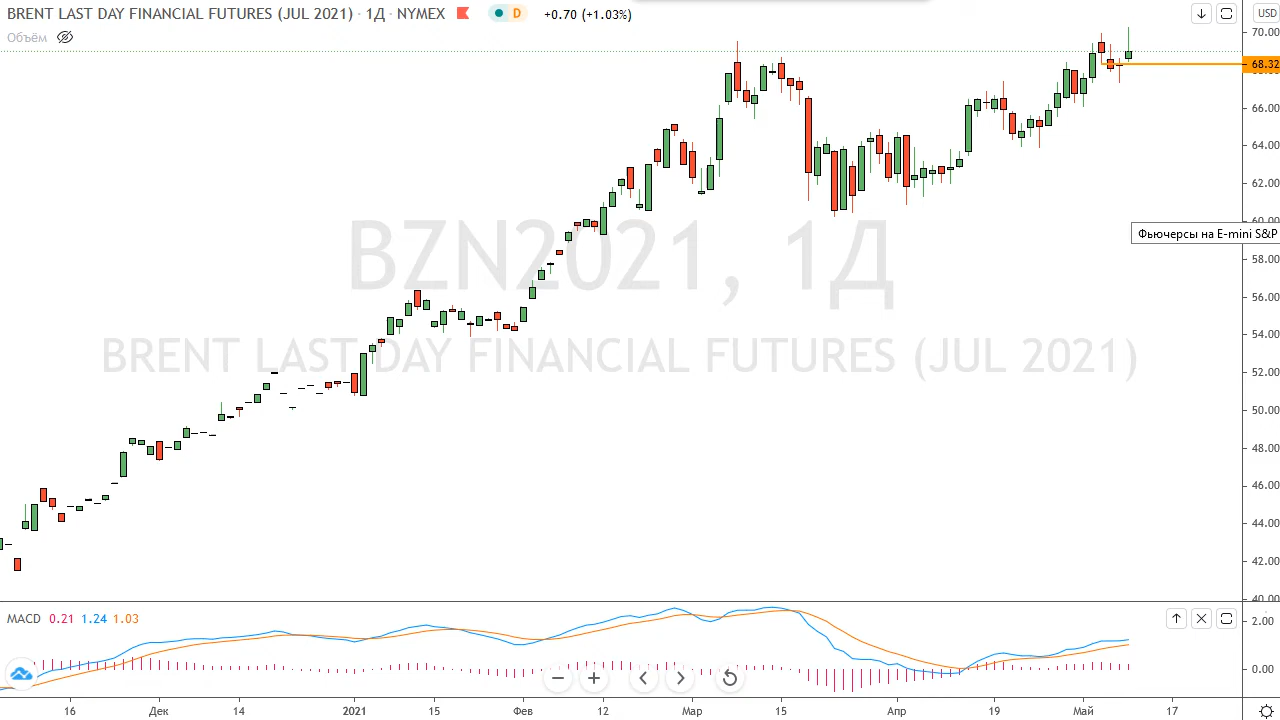 BRENT LAST DAY FINANCIAL FUTURES (JUL 2021) · 1Д · NYMEX D +0.70 (+1.03%) USD
Объём
70.00
68.32
66.00
64.00
62.00
60.00
Фьючерсы на E-mini S&P
58.00
BZN2021, 1Д
56.00
54.00
BRENT LAST DAY FINANCIAL FUTURES (JUL 2021)
52.00
50.00
48.00
46.00
44.00
42.00
40.00
MACD 0.21 1.24 1.03
2.00
0.00
16 Дек 14 2021 15 Фев 12 Мар 15 Апр 19 Май 17